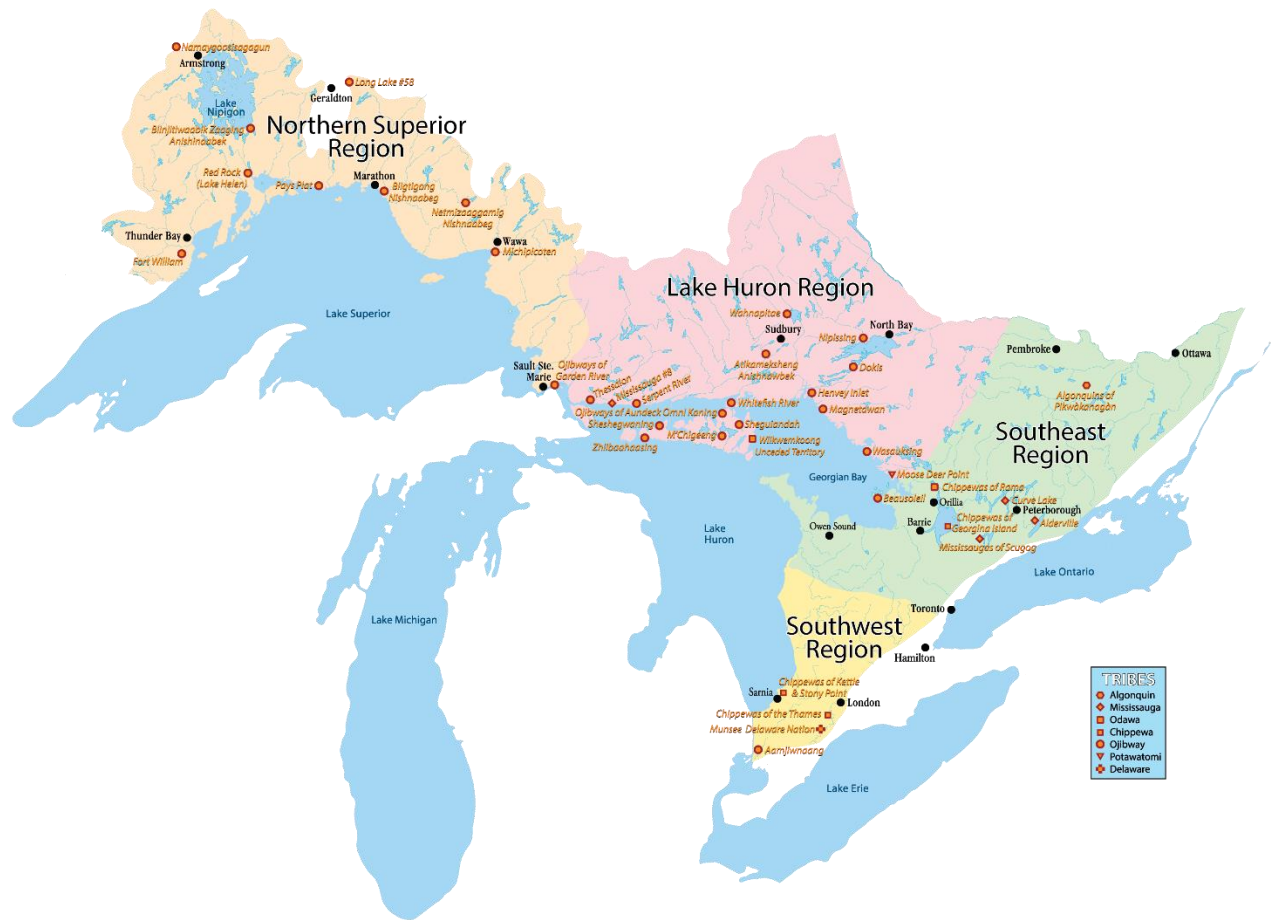 Namaygoosisagagun
Armstrong
Long Lake #58
Geraldton
Lake
Nipigon
Northern Superior
Region
Biinjitiwaabik Zaaging
Anishinaabek
Red Rock
(Lake Helen)
Pays Plat
Marathon
Biigtigong
Nishnaabeg
Netmizaaggamig
Nishnaabeg
Thunder Bay
Fort William
Wawa
Michipicoten
Lake Superior
Lake Huron Region
Wahnapitae
Sudbury
North Bay
Nipissing
Atikameksheng
Anishnawbek
Dokis
Pembroke
Ottawa
Algonquins of
Pikwàkanagàn
Sault Ste.
Marie
Ojibways of
Garden River
Thessalon
Mississauga #8
Serpent River
Whitefish River
Henvey Inlet
Magnetawan
Ojibways of Aundeck Omni Kaning
Sheshegwaning
Sheguiandah
M'Chigeeng
Zhiibaahaasing
Wiikwemkoong
Unceded Territory
Wasauksing
Southeast
Region
Georgian Bay
Moose Deer Point
Chippewas of Rama
Beausoleil
Orillia
Curve Lake
Peterborough
Alderville
Chippewas of
Georgina Island
Mississaugas of Scugog
Owen Sound
Barrie
Lake
Huron
Lake Ontario
Toronto
Lake Michigan
Southwest
Region
Hamilton
Chippewas of Kettle
& Stony Point
Sarnia
London
Chippewas of the Thames
Munsee Delaware Nation
Aamjiwnaang
Lake Erie
TRIBES
Algonquin
Mississauga
Odawa
Chippewa
Ojibway
Potawatomi
Delaware